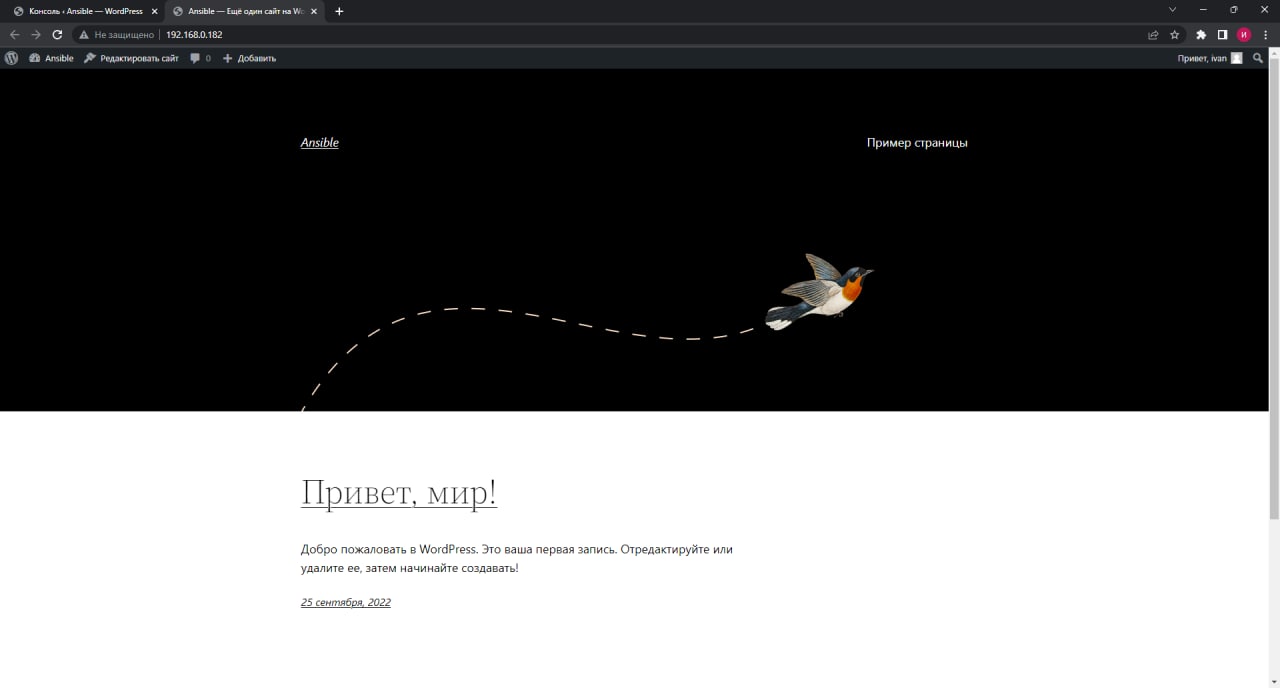 Консоль ‹ Ansible — WordPress
Ansible — Ещё один сайт на Wo
Не защищено
192.168.0.182
И
Ansible
Редактировать сайт
0
Добавить
Привет, ivan
Ansible
Пример страницы
Привет, мир!
Добро пожаловать в WordPress. Это ваша первая запись. Отредактируйте или
удалите ее, затем начинайте создавать!
25 сентября, 2022